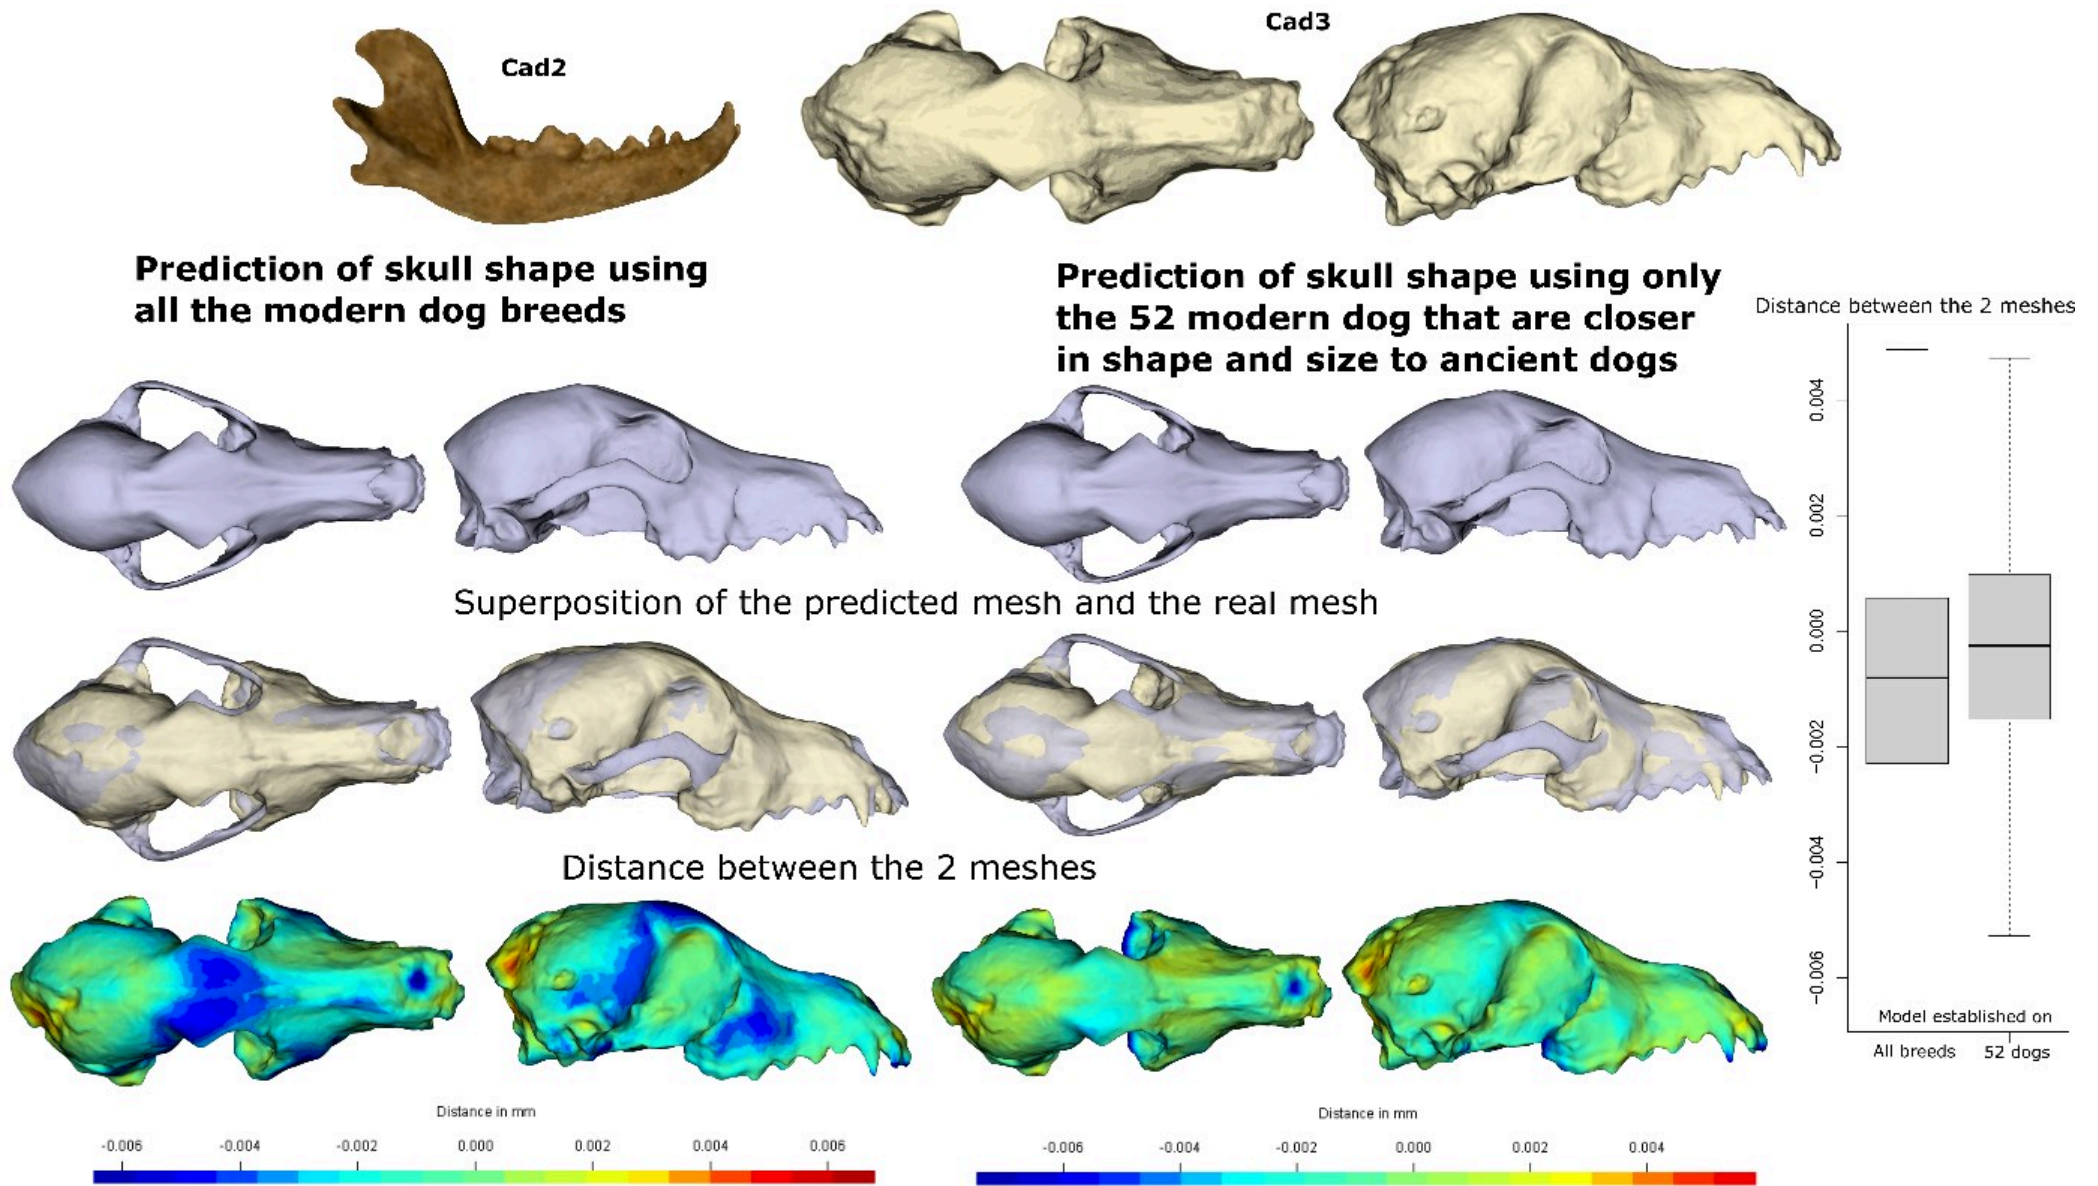 Cad2
Cad3
Prediction of skull shape using
all the modern dog breeds
Prediction of skull shape using only
the 52 modern dog that are closer
in shape and size to ancient dogs
Distance between the 2 meshes
0.004
0.002
0.000
-0.002
-0.004
-0.006
Model established on
All breeds 52 dogs
Superposition of the predicted mesh and the real mesh
Distance between the 2 meshes
Distance in mm
-0.006 -0.004 -0.002 0.000 0.002 0.004 0.006
Distance in mm
-0.006 -0.004 -0.002 0.000 0.002 0.004